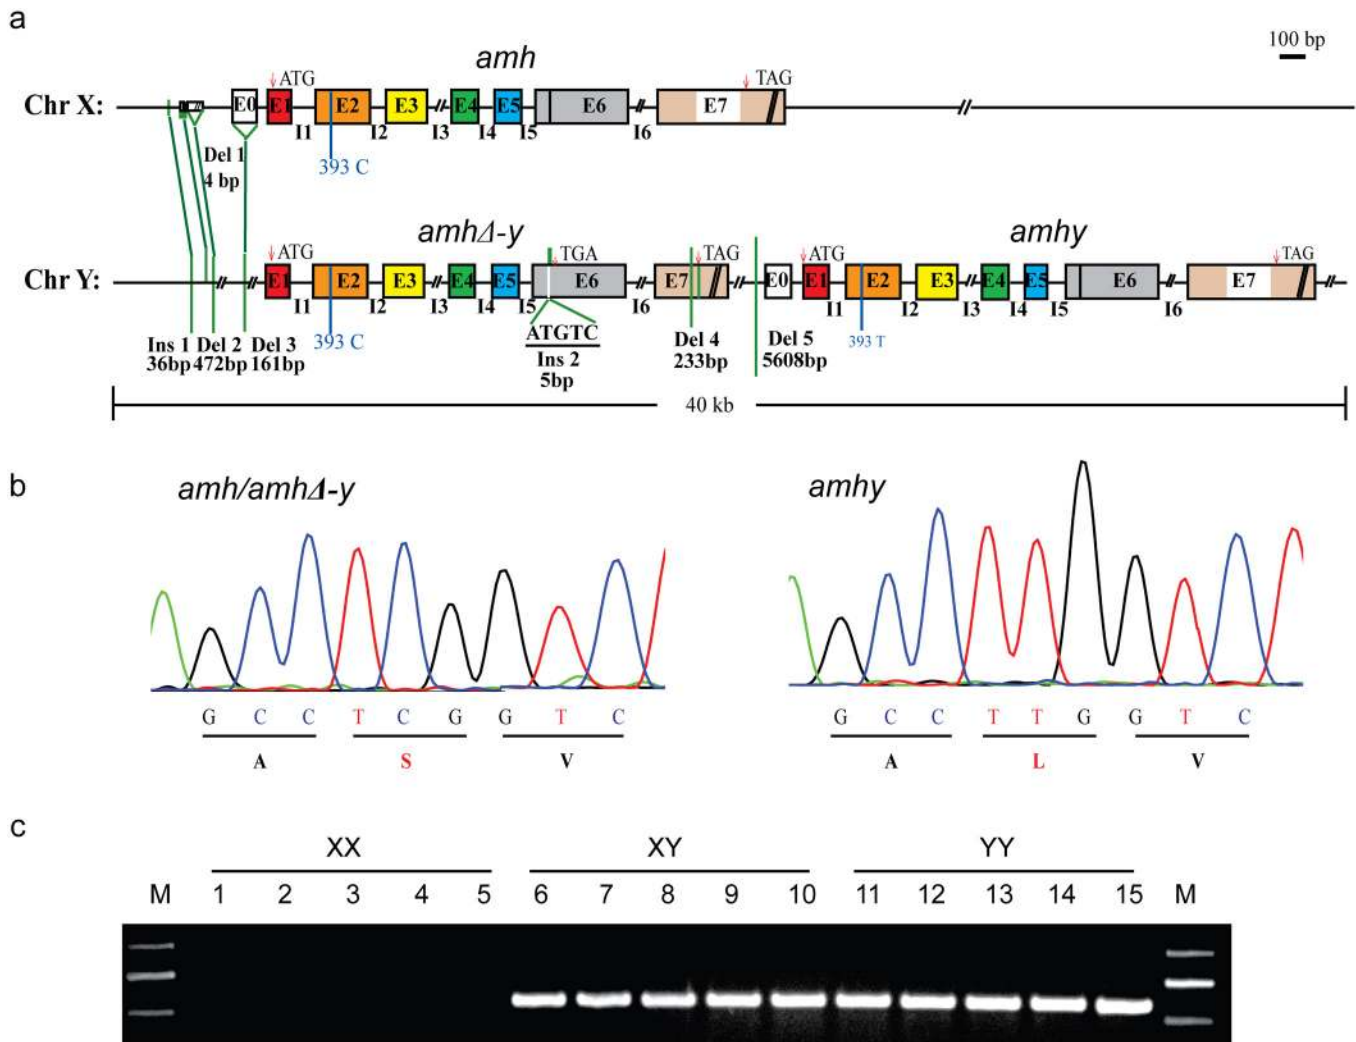 a
100 bp
amh
ATG
TAG
Chr X:
E0 E1 E2 E3 E4 E5 E6 E7
I1 I2 I3 I4 I5 I6
Del 1
4 bp
393 C
amhΔ-y
amhy
ATG
TGA
TAG
ATG
TAG
Chr Y:
E1 E2 E3 E4 E5 E6 E7 E0 E1 E2 E3 E4 E5 E6 E7
I1 I2 I3 I4 I5 I6 I1 I2 I3 I4 I5 I6
Ins 1
36bp
Del 2
472bp
Del 3
161bp
393 C
ATGTC
Ins 2
5bp
Del 4
233bp
Del 5
5608bp
393 T
40 kb
b
amh/amhΔ-y
amhy
G C C T C G G T C
A S V
G C C T T G G T C
A L V
c
XX XY YY
M 1 2 3 4 5 6 7 8 9 10 11 12 13 14 15 M